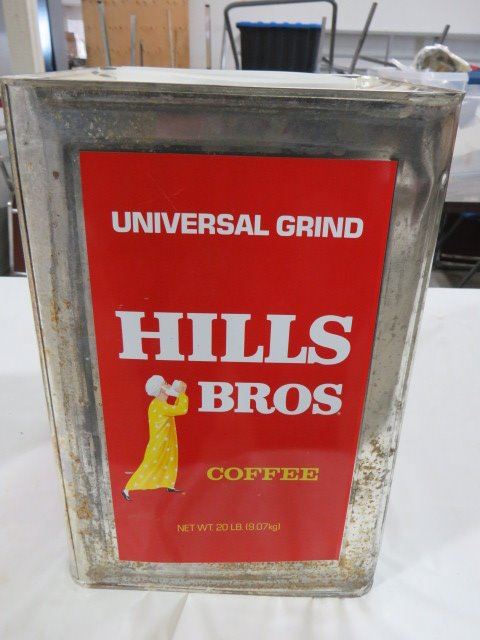 UNIVERSAL GRIND
HILLS
BROS
COFFEE
NET WT. 20 LB. (9.07kg)